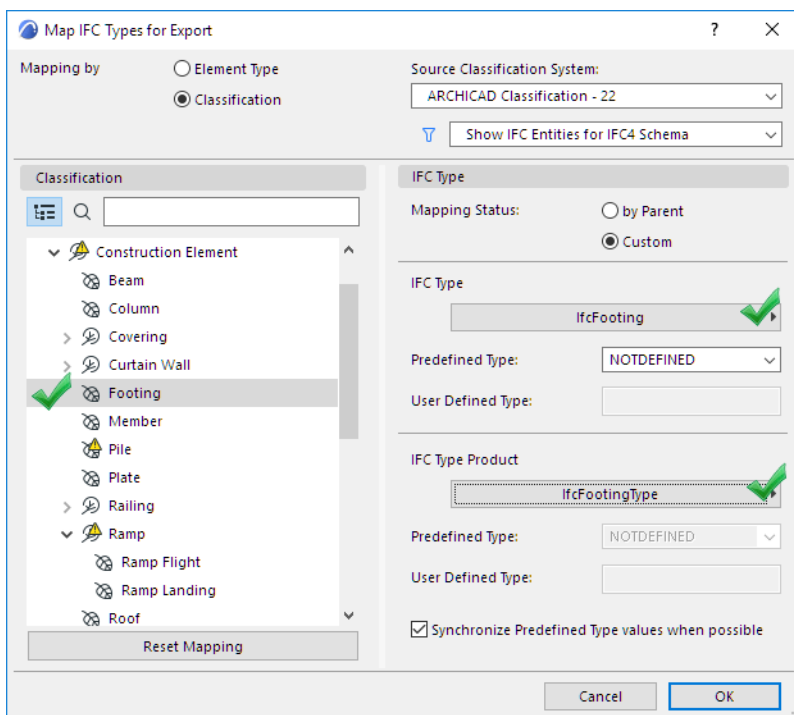 Map IFC Types for Export
?
Mapping by
Element Type
Classification
Source Classification System:
ARCHICAD Classification - 22
Show IFC Entities for IFC4 Schema
Classification
Construction Element
Beam
Column
Covering
Curtain Wall
Footing
Member
Pile
Plate
Railing
Ramp
Ramp Flight
Ramp Landing
Roof
Reset Mapping
IFC Type
Mapping Status:
by Parent
Custom
IFC Type
IfcFooting
Predefined Type:
NOTDEFINED
User Defined Type:
IFC Type Product
IfcFootingType
Predefined Type:
NOTDEFINED
User Defined Type:
Synchronize Predefined Type values when possible
Cancel
OK